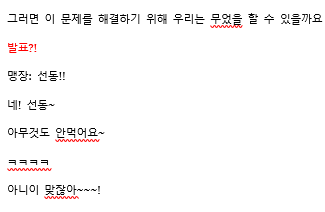 그러면 이 문제를 해결하기 위해 우리는 무었을 할 수 있을까요
발표?!
맹장: 선동!!
네! 선동~
아무것도 안먹어요~
ㅋㅋㅋㅋ
아니이 맞잖아~~~!